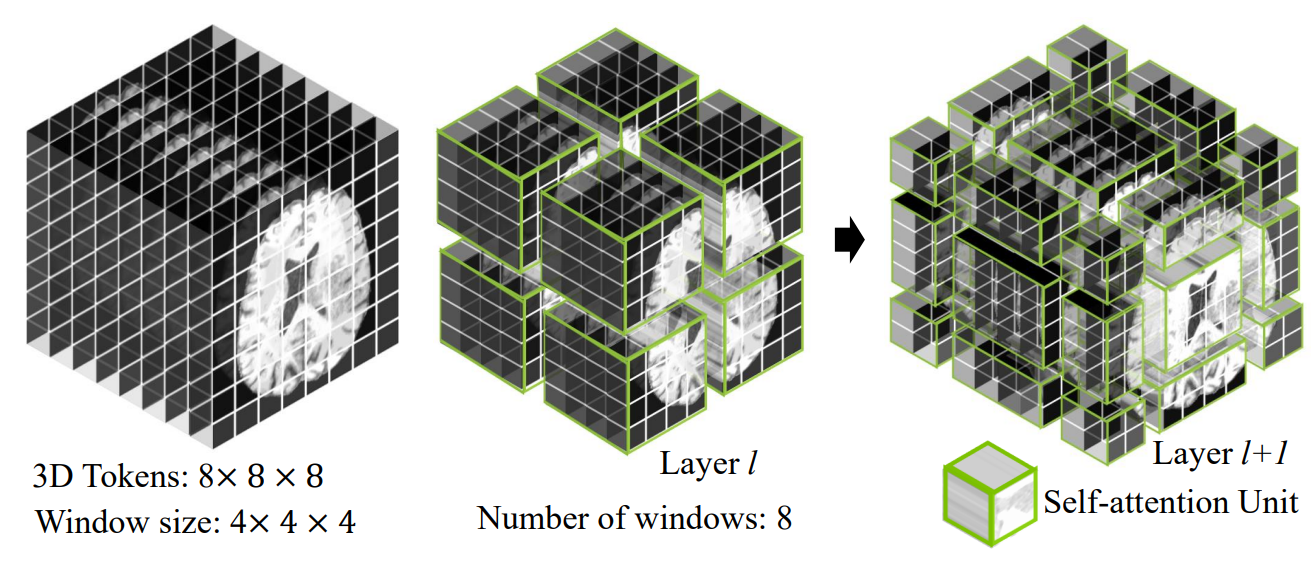 3D Tokens: 8× 8 × 8
Window size: 4× 4 × 4
Layer l
Number of windows: 8
Layer l+1
Self-attention Unit